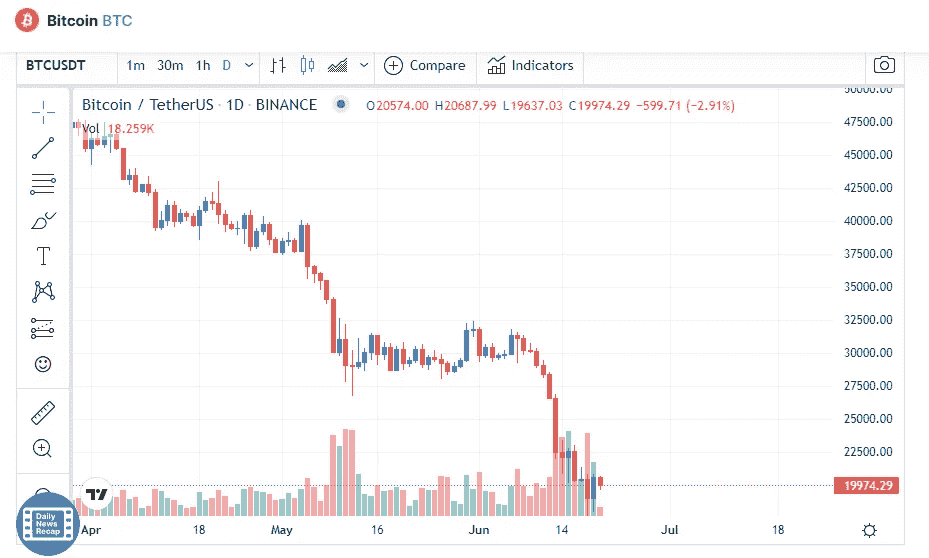 Bitcoin BTC
BTCUSDT 1m 30m 1h D Compare Indicators
Bitcoin / TetherUS · 1D · BINANCE O20574.00 H20687.99 L19637.03 C19974.29 −599.71 (−2.91%)
Vol 18.259K
50000.00
47500.00
45000.00
42500.00
40000.00
37500.00
35000.00
32500.00
30000.00
27500.00
25000.00
22500.00
19974.29
T
Daily
News
Recap
Apr 18 May 16 Jun 14 Jul 18